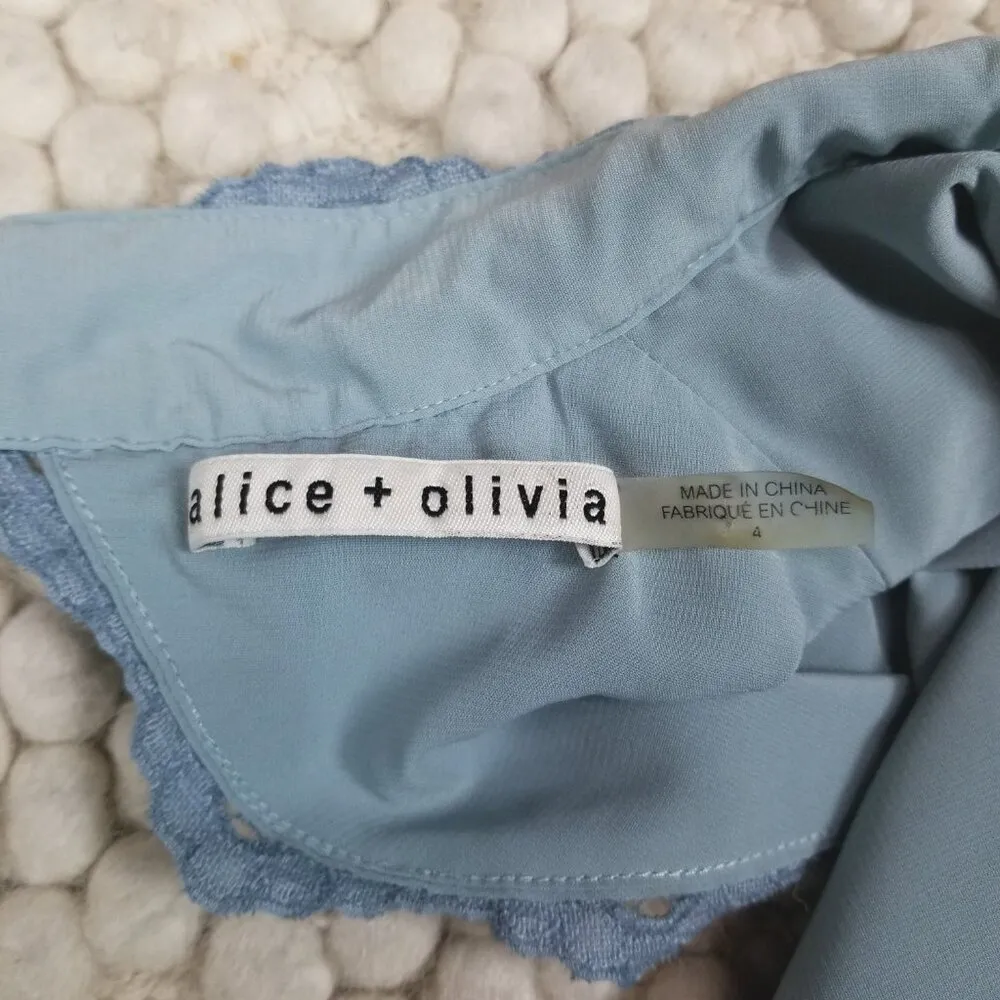 alice + olivia
MADE IN CHINA
FABRIQUÉ EN CHINE
4